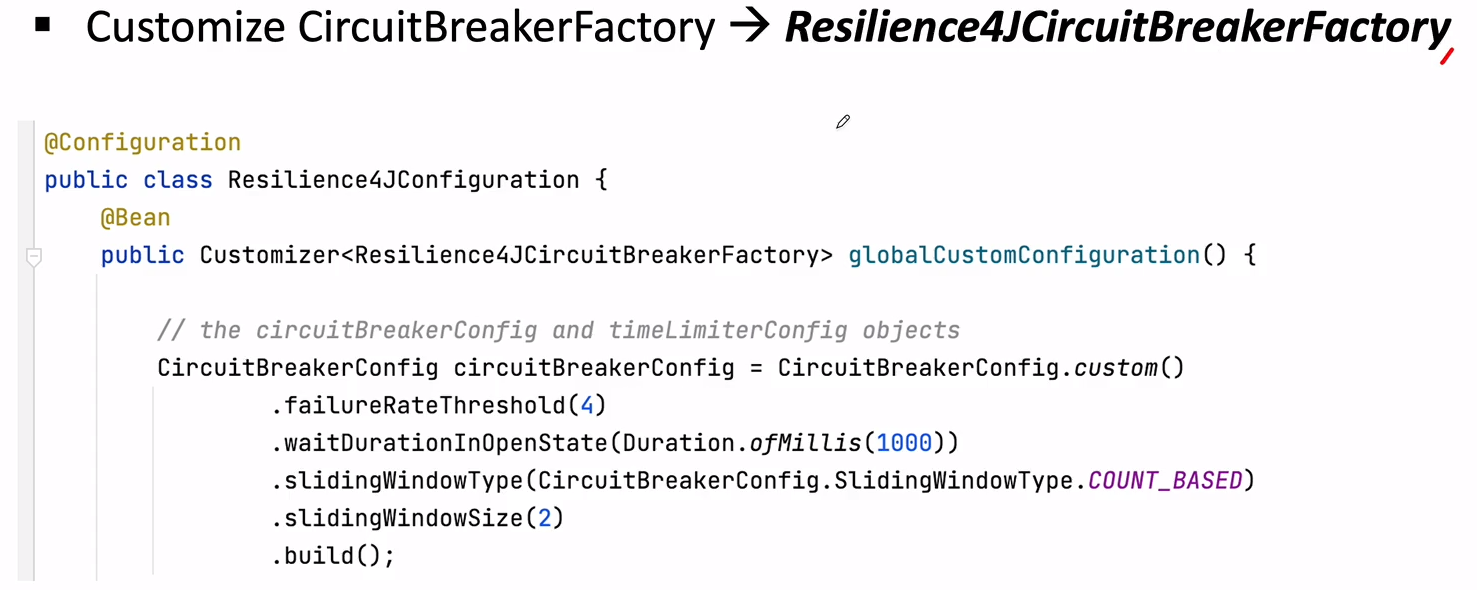 ▪ Customize CircuitBreakerFactory → Resilience4JCircuitBreakerFactory
@Configuration
public class Resilience4JConfiguration {
@Bean
public Customizer<Resilience4JCircuitBreakerFactory> globalCustomConfiguration() {
// the circuitBreakerConfig and timeLimiterConfig objects
CircuitBreakerConfig circuitBreakerConfig = CircuitBreakerConfig.custom()
.failureRateThreshold(4)
.waitDurationInOpenState(Duration.ofMillis(1000))
.slidingWindowType(CircuitBreakerConfig.SlidingWindowType.COUNT_BASED)
.slidingWindowSize(2)
.build();